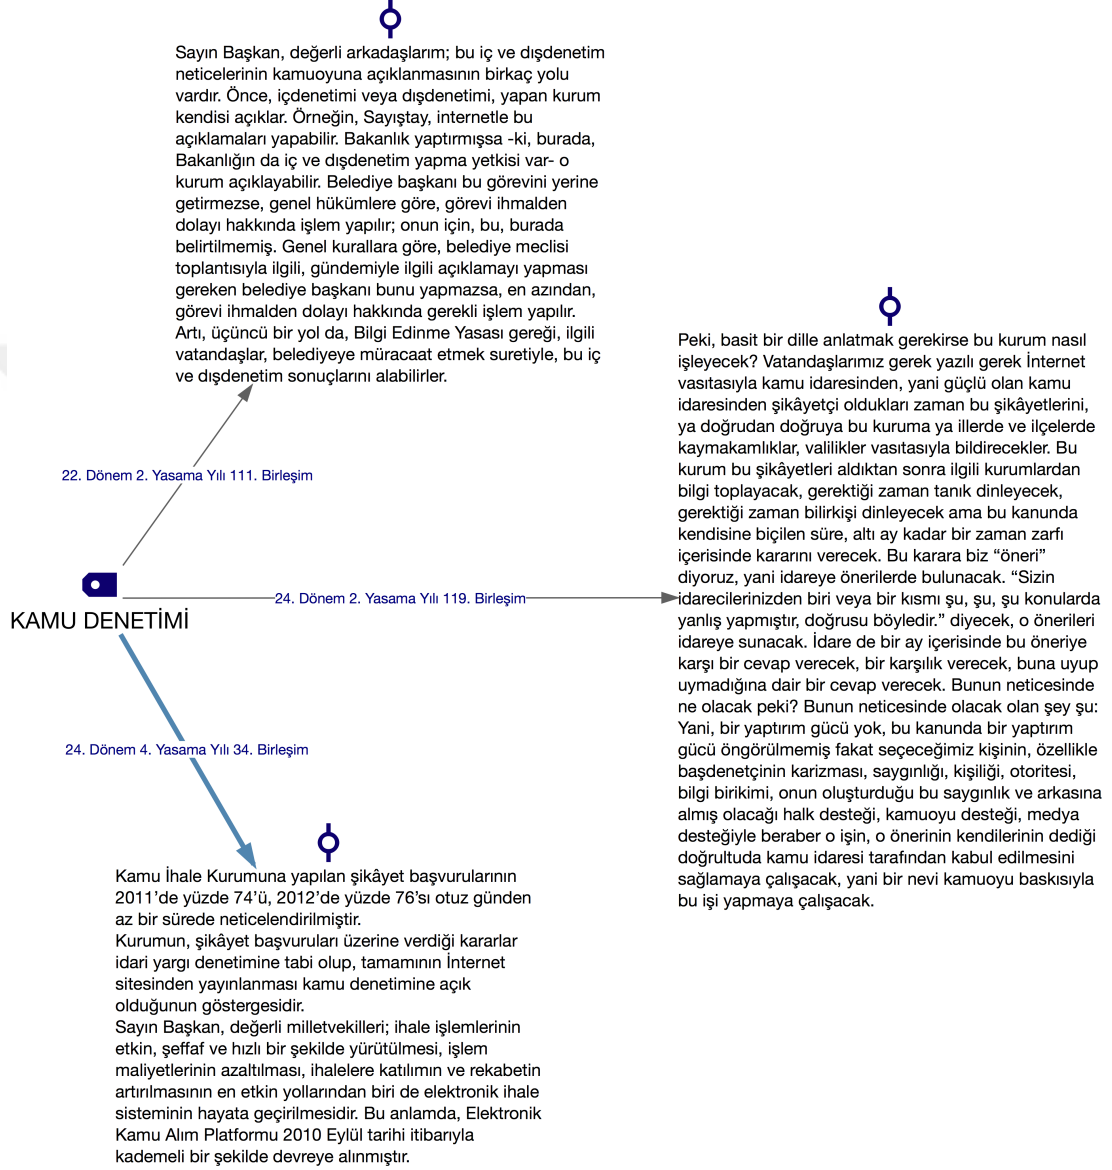 Sayın Başkan, değerli arkadaşlarım; bu iç ve dışdenetim
neticelerinin kamuoyuna açıklanmasının birkaç yolu
vardır. Önce, içdenetimi veya dışdenetimi, yapan kurum
kendisi açıklar. Örneğin, Sayıştay, internetle bu
açıklamaları yapabilir. Bakanlık yaptırmışsa -ki, burada,
Bakanlığın da iç ve dışdenetim yapma yetkisi var- o
kurum açıklayabilir. Belediye başkanı bu görevini yerine
getirmezse, genel hükümlere göre, görevi ihmalden
dolayı hakkında işlem yapılır; onun için, bu, burada
belirtilmemiş. Genel kurallara göre, belediye meclisi
toplantısıyla ilgili, gündemiyle ilgili açıklamayı yapması
gereken belediye başkanı bunu yapmazsa, en azından,
görevi ihmalden dolayı hakkında gerekli işlem yapılır.
Artı, üçüncü bir yol da, Bilgi Edinme Yasası gereği, ilgili
vatandaşlar, belediyeye müracaat etmek suretiyle, bu iç
ve dışdenetim sonuçlarını alabilirler.
22. Dönem 2. Yasama Yılı 111. Birleşim
KAMU DENETİMİ
24. Dönem 2. Yasama Yılı 119. Birleşim
Peki, basit bir dille anlatmak gerekirse bu kurum nasıl
işleyecek? Vatandaşlarımız gerek yazılı gerek İnternet
vasıtasıyla kamu idaresinden, yani güçlü olan kamu
idaresinden şikâyetçi oldukları zaman bu şikâyetlerini,
ya doğrudan doğruya bu kuruma ya illerde ve ilçelerde
kaymakamlıklar, valilikler vasıtasıyla bildirecekler. Bu
kurum bu şikâyetleri aldıktan sonra ilgili kurumlardan
bilgi toplayacak, gerektiği zaman tanık dinleyecek,
gerektiği zaman bilirkişi dinleyecek ama bu kanunda
kendisine biçilen süre, altı ay kadar bir zaman zarfı
içerisinde kararını verecek. Bu karara biz “öneri”
diyoruz, yani idareye önerilerde bulunacak. “Sizin
idarecilerinizden biri veya bir kısmı şu, şu, şu konularda
yanlış yapmıştır, doğrusu böyledir.” diyecek, o önerileri
idareye sunacak. İdare de bir ay içerisinde bu öneriye
karşı bir cevap verecek, bir karşılık verecek, buna uyup
uymadığına dair bir cevap verecek. Bunun neticesinde
ne olacak peki? Bunun neticesinde olacak olan şey şu:
Yani, bir yaptırım gücü yok, bu kanunda bir yaptırım
gücü öngörülmemiş fakat seçeceğimiz kişinin, özellikle
başdenetçinin karizması, saygınlığı, kişiliği, otoritesi,
bilgi birikimi, onun oluşturduğu bu saygınlık ve arkasına
almış olacağı halk desteği, kamuoyu desteği, medya
desteğiyle beraber o işin, o önerinin kendilerinin dediği
doğrultuda kamu idaresi tarafından kabul edilmesini
sağlamaya çalışacak, yani bir nevi kamuoyu baskısıyla
bu işi yapmaya çalışacak.
24. Dönem 4. Yasama Yılı 34. Birleşim
Kamu İhale Kurumuna yapılan şikâyet başvurularının
2011’de yüzde 74’ü, 2012’de yüzde 76’sı otuz günden
az bir sürede neticelendirilmiştir.
Kurumun, şikâyet başvuruları üzerine verdiği kararlar
idari yargı denetimine tabi olup, tamamının İnternet
sitesinden yayınlanması kamu denetimine açık
olduğunun göstergesidir.
Sayın Başkan, değerli milletvekilleri; ihale işlemlerinin
etkin, şeffaf ve hızlı bir şekilde yürütülmesi, işlem
maliyetlerinin azaltılması, ihalelere katılımın ve rekabetin
artırılmasının en etkin yollarından biri de elektronik ihale
sisteminin hayata geçirilmesidir. Bu anlamda, Elektronik
Kamu Alım Platformu 2010 Eylül tarihi itibarıyla
kademeli bir şekilde devreye alınmıştır.